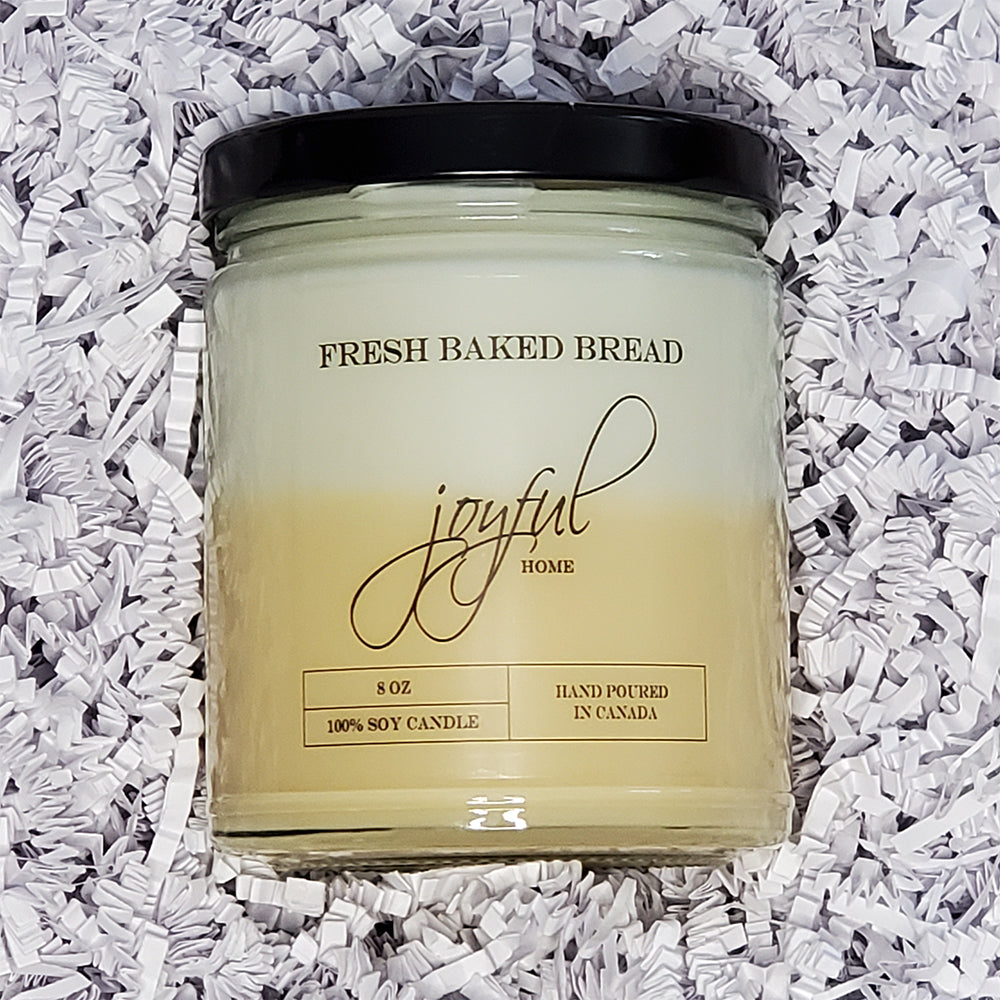 FRESH BAKED BREAD
joyful
HOME
8 OZ
100% SOY CANDLE
HAND POURED
IN CANADA